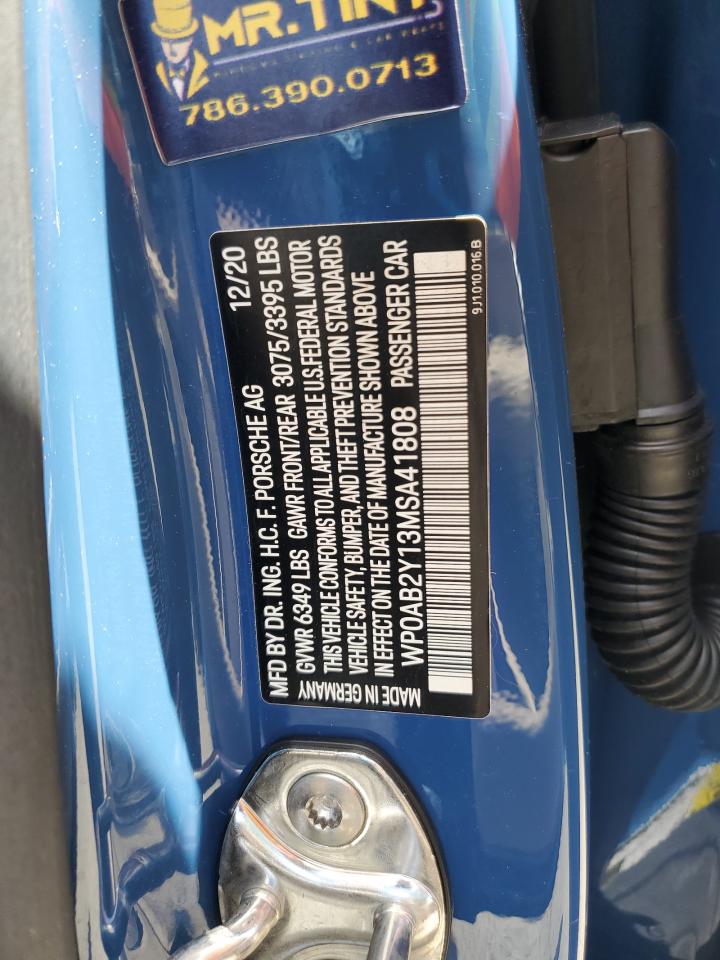 MR.TINT
786.390.0713
MFD BY DR. ING. H.C. F. PORSCHE AG 12/20
GVWR 6349 LBS GAWR FRONT/REAR 3075/3395 LBS
THIS VEHICLE CONFORMS TO ALL APPLICABLE U.S.FEDERAL MOTOR
VEHICLE SAFETY, BUMPER, AND THEFT PREVENTION STANDARDS
IN EFFECT ON THE DATE OF MANUFACTURE SHOWN ABOVE
WP0AB2Y13MSA41808 PASSENGER CAR
MADE IN GERMANY
9J1.010.016 B